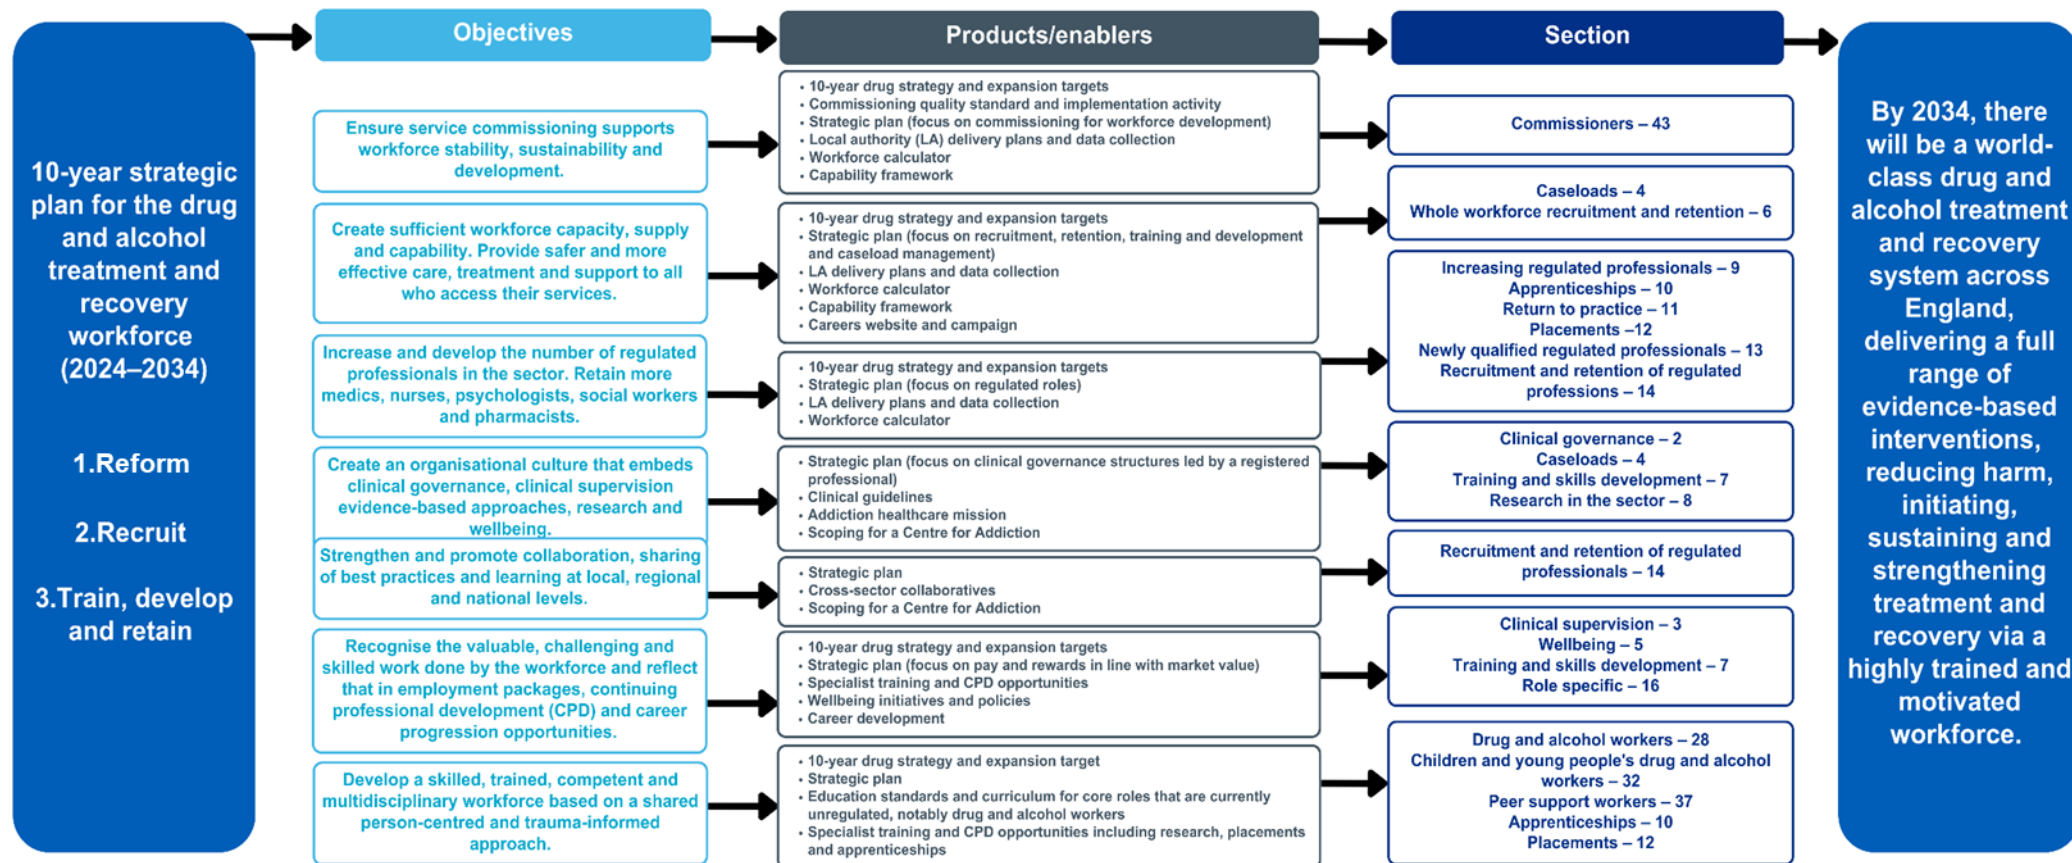 10-year strategic
plan for the drug
and alcohol
treatment and
recovery
workforce
(2024–2034)
1.Reform
2.Recruit
3.Train, develop
and retain
Objectives
Products/enablers
Section
Ensure service commissioning supports
workforce stability, sustainability and
development.
• 10-year drug strategy and expansion targets
• Commissioning quality standard and implementation activity
• Strategic plan (focus on commissioning for workforce development)
• Local authority (LA) delivery plans and data collection
• Workforce calculator
• Capability framework
Commissioners – 43
Create sufficient workforce capacity, supply
and capability. Provide safer and more
effective care, treatment and support to all
who access their services.
• 10-year drug strategy and expansion targets
• Strategic plan (focus on recruitment, retention, training and development
and caseload management)
• LA delivery plans and data collection
• Workforce calculator
• Capability framework
• Careers website and campaign
Caseloads – 4
Whole workforce recruitment and retention – 6
Increase and develop the number of regulated
professionals in the sector. Retain more
medics, nurses, psychologists, social workers
and pharmacists.
• 10-year drug strategy and expansion targets
• Strategic plan (focus on regulated roles)
• LA delivery plans and data collection
• Workforce calculator
Increasing regulated professionals – 9
Apprenticeships – 10
Return to practice – 11
Placements –12
Newly qualified regulated professionals – 13
Recruitment and retention of regulated
professions – 14
Create an organisational culture that embeds
clinical governance, clinical supervision
evidence-based approaches, research and
wellbeing.
• Strategic plan (focus on clinical governance structures led by a registered
professional)
• Clinical guidelines
• Addiction healthcare mission
• Scoping for a Centre for Addiction
Clinical governance – 2
Caseloads – 4
Training and skills development – 7
Research in the sector – 8
Strengthen and promote collaboration, sharing
of best practices and learning at local, regional
and national levels.
• Strategic plan
• Cross-sector collaboratives
• Scoping for a Centre for Addiction
Recruitment and retention of regulated
professionals – 14
Recognise the valuable, challenging and
skilled work done by the workforce and reflect
that in employment packages, continuing
professional development (CPD) and career
progression opportunities.
• 10-year drug strategy and expansion targets
• Strategic plan (focus on pay and rewards in line with market value)
• Specialist training and CPD opportunities
• Wellbeing initiatives and policies
• Career development
Clinical supervision – 3
Wellbeing – 5
Training and skills development – 7
Role specific – 16
Develop a skilled, trained, competent and
multidisciplinary workforce based on a shared
person-centred and trauma-informed
approach.
• 10-year drug strategy and expansion target
• Strategic plan
• Education standards and curriculum for core roles that are currently
unregulated, notably drug and alcohol workers
• Specialist training and CPD opportunities including research, placements
and apprenticeships
Drug and alcohol workers – 28
Children and young people's drug and alcohol
workers – 32
Peer support workers – 37
Apprenticeships – 10
Placements – 12
By 2034, there
will be a world-
class drug and
alcohol treatment
and recovery
system across
England,
delivering a full
range of
evidence-based
interventions,
reducing harm,
initiating,
sustaining and
strengthening
treatment and
recovery via a
highly trained and
motivated
workforce.